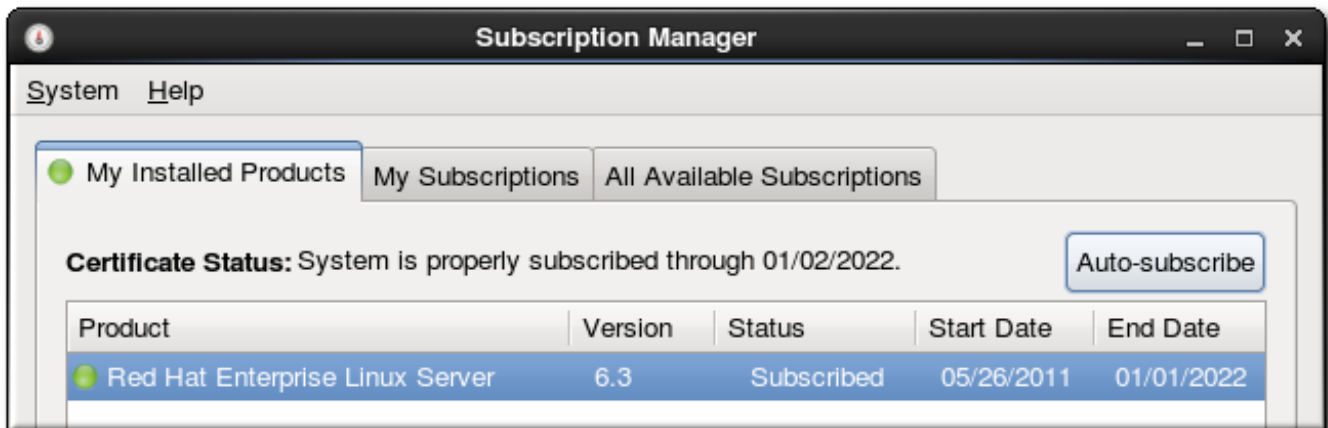 Subscription Manager
System Help
My Installed Products My Subscriptions All Available Subscriptions
Certificate Status: System is properly subscribed through 01/02/2022. Auto-subscribe
Product Version Status Start Date End Date
Red Hat Enterprise Linux Server 6.3 Subscribed 05/26/2011 01/01/2022